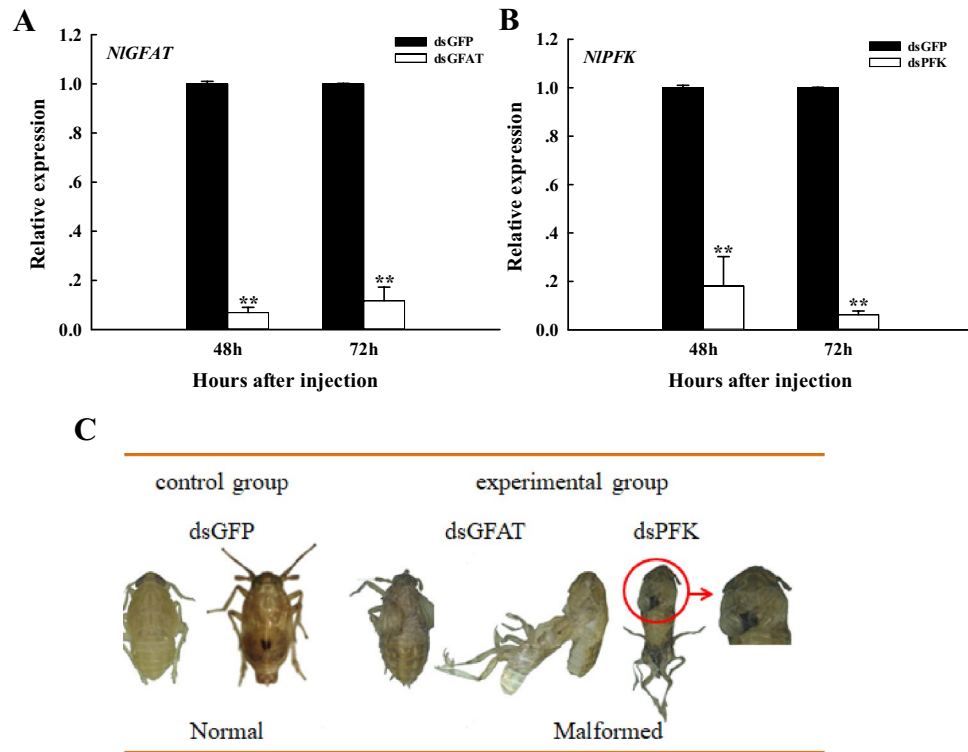 A
1.2
1.0
.8
.6
.4
.2
0.0
Relative expression
NlGFAT
dsGFP
dsGFAT
**
**
48h
72h
Hours after injection
B
1.2
1.0
.8
.6
.4
.2
0.0
Relative expression
NlPFK
dsGFP
dsPFK
**
**
48h
72h
Hours after injection
C
control group
experimental group
dsGFP
dsGFAT
dsPFK
Normal
Malformed